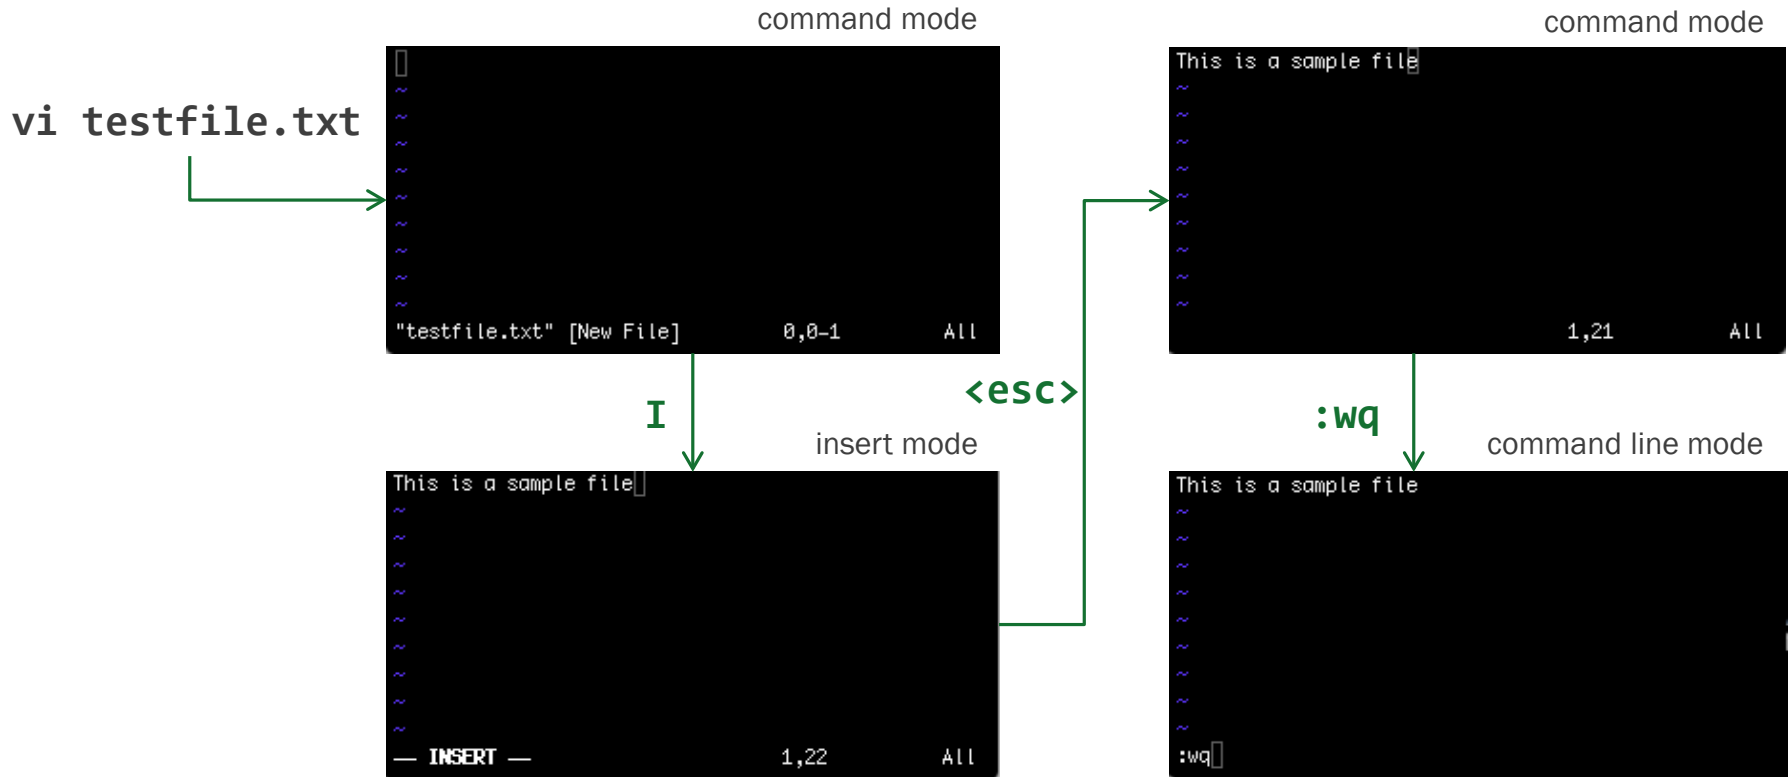 vi testfile.txt
command mode
~
~
~
~
~
~
~
~
~
"testfile.txt" [New File] 0,0-1 All
I
insert mode
This is a sample file
~
~
~
~
~
~
~
~
~
-- INSERT -- 1,22 All
<esc>
command mode
This is a sample file
~
~
~
~
~
~
~
~
~
1,21 All
:wq
command line mode
This is a sample file
~
~
~
~
~
~
~
~
~
:wq